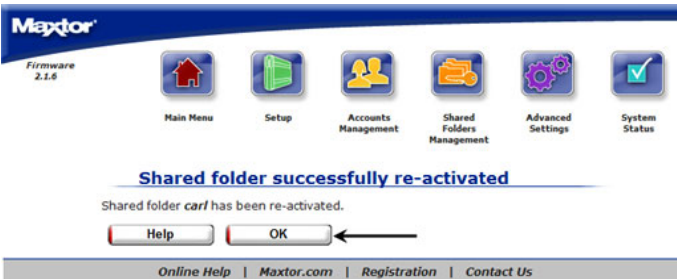 Maxtor
Firmware
2.1.6
Main Menu
Setup
Accounts
Management
Shared
Folders
Management
Advanced
Settings
System
Status
Shared folder successfully re-activated
Shared folder carl has been re-activated.
Help
OK
Online Help | Maxtor.com | Registration | Contact Us